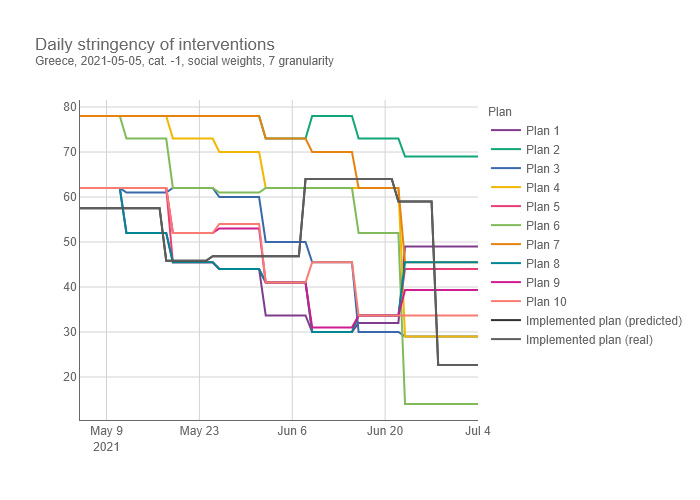 Daily stringency of interventions
Greece, 2021-05-05, cat. -1, social weights, 7 granularity
80
70
60
50
40
30
20
May 9
2021
May 23
Jun 6
Jun 20
Jul 4
Plan
Plan 1
Plan 2
Plan 3
Plan 4
Plan 5
Plan 6
Plan 7
Plan 8
Plan 9
Plan 10
Implemented plan (predicted)
Implemented plan (real)